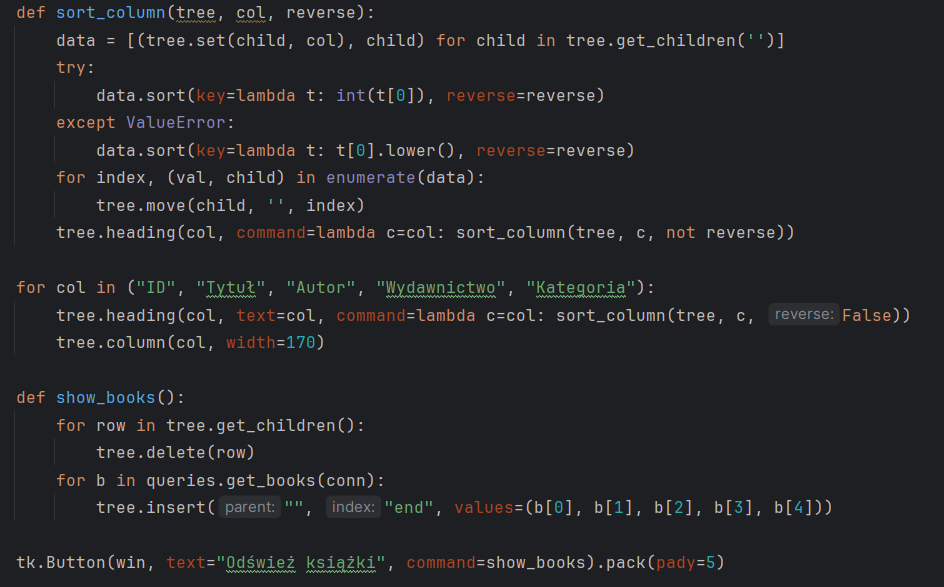 def sort_column(tree, col, reverse):
    data = [(tree.set(child, col), child) for child in tree.get_children('')]
    try:
        data.sort(key=lambda t: int(t[0]), reverse=reverse)
    except ValueError:
        data.sort(key=lambda t: t[0].lower(), reverse=reverse)
    for index, (val, child) in enumerate(data):
        tree.move(child, '', index)
    tree.heading(col, command=lambda c=col: sort_column(tree, c, not reverse))

for col in ("ID", "Tytuł", "Autor", "Wydawnictwo", "Kategoria"):
    tree.heading(col, text=col, command=lambda c=col: sort_column(tree, c, reverse: False))
    tree.column(col, width=170)

def show_books():
    for row in tree.get_children():
        tree.delete(row)
    for b in queries.get_books(conn):
        tree.insert( parent: "", index: "end", values=(b[0], b[1], b[2], b[3], b[4]))

tk.Button(win, text="Odśwież książki", command=show_books).pack(pady=5)